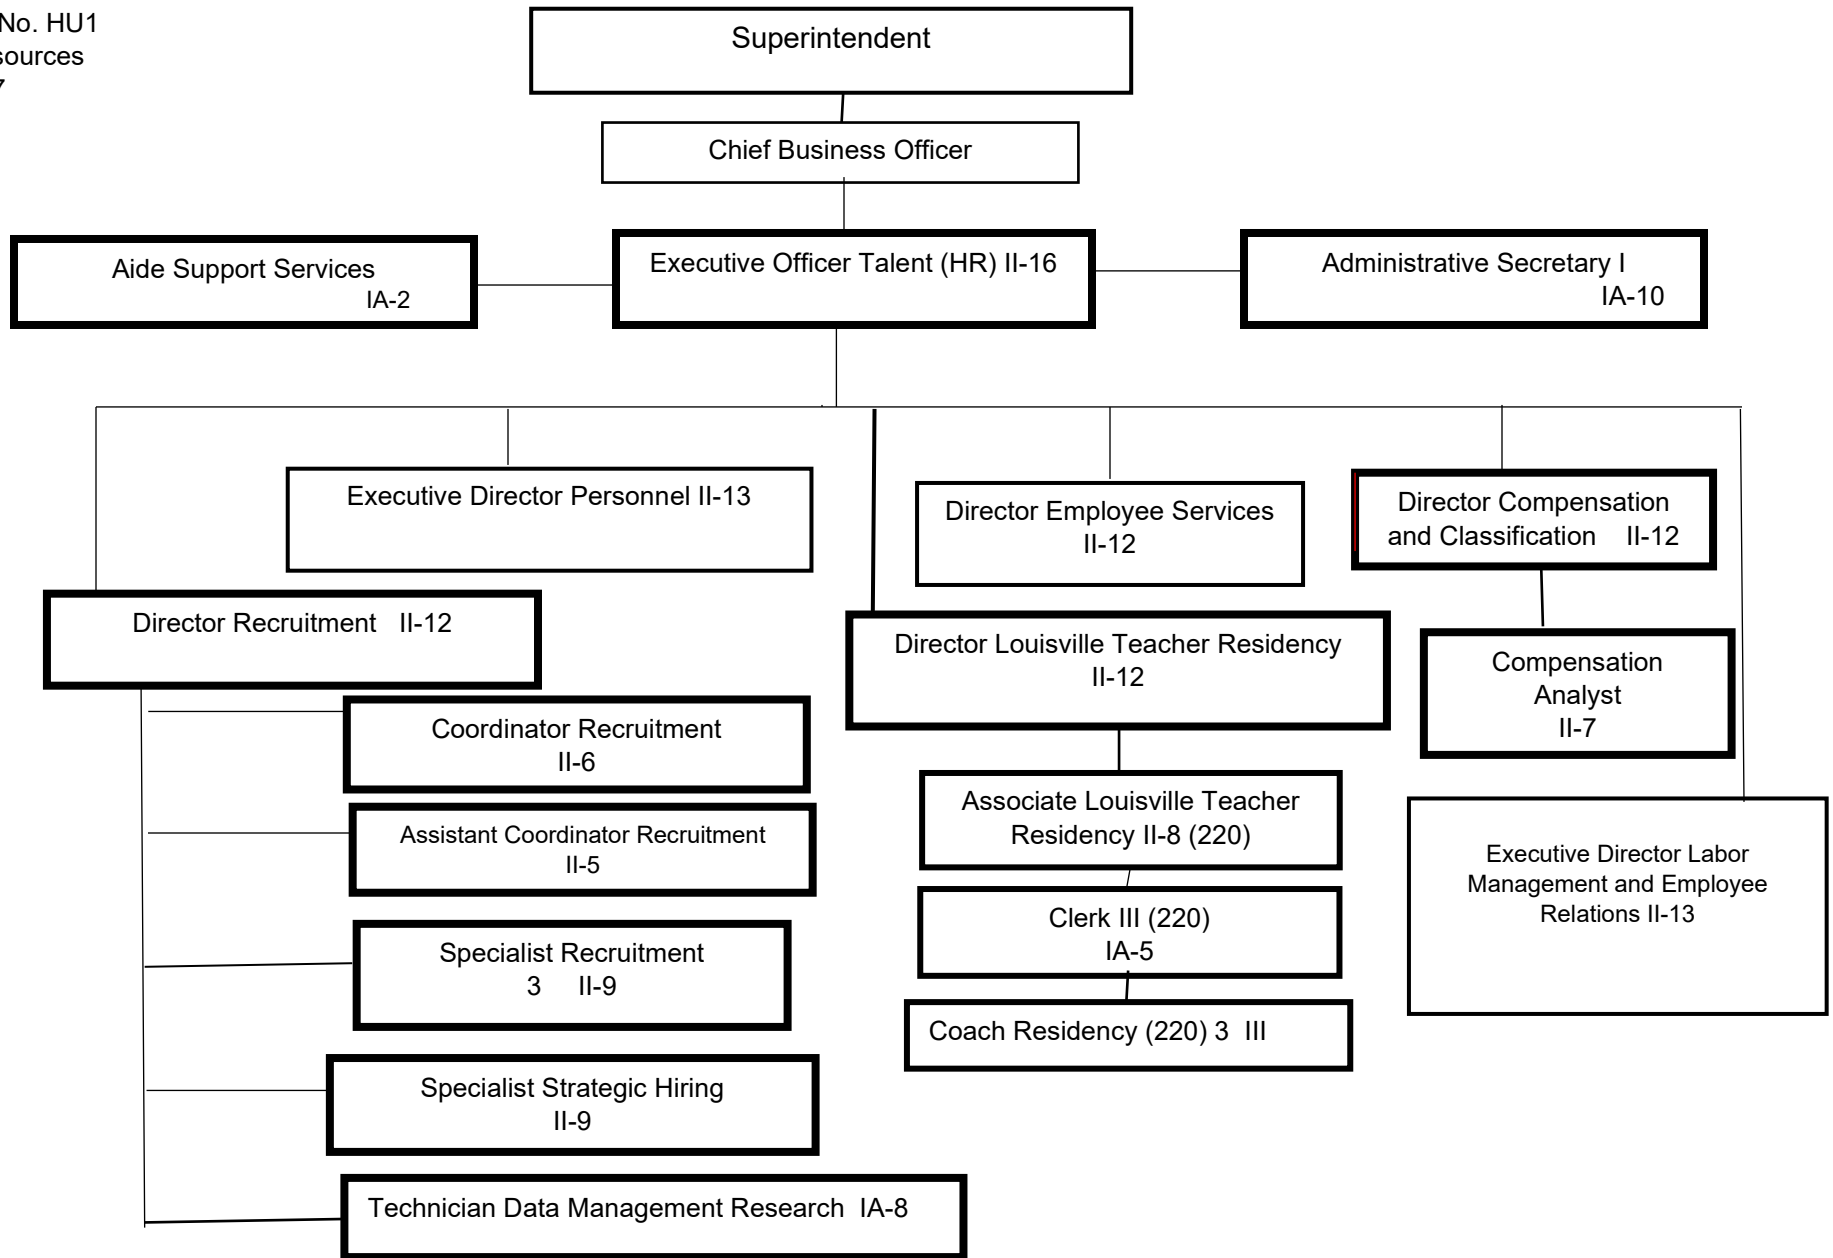 No. HU1
Superintendent
Chief Business Officer
Aide Support Services
IA-2
Executive Officer Talent (HR) II-16
Administrative Secretary I
IA-10
Executive Director Personnel II-13
Director Employee Services
II-12
Director Compensation
and Classification II-12
Director Recruitment II-12
Director Louisville Teacher Residency
II-12
Compensation
Analyst
II-7
Coordinator Recruitment
II-6
Associate Louisville Teacher
Residency II-8 (220)
Executive Director Labor
Management and Employee
Relations II-13
Assistant Coordinator Recruitment
II-5
Clerk III (220)
IA-5
Specialist Recruitment
3 II-9
Coach Residency (220) 3 III
Specialist Strategic Hiring
II-9
Technician Data Management Research IA-8